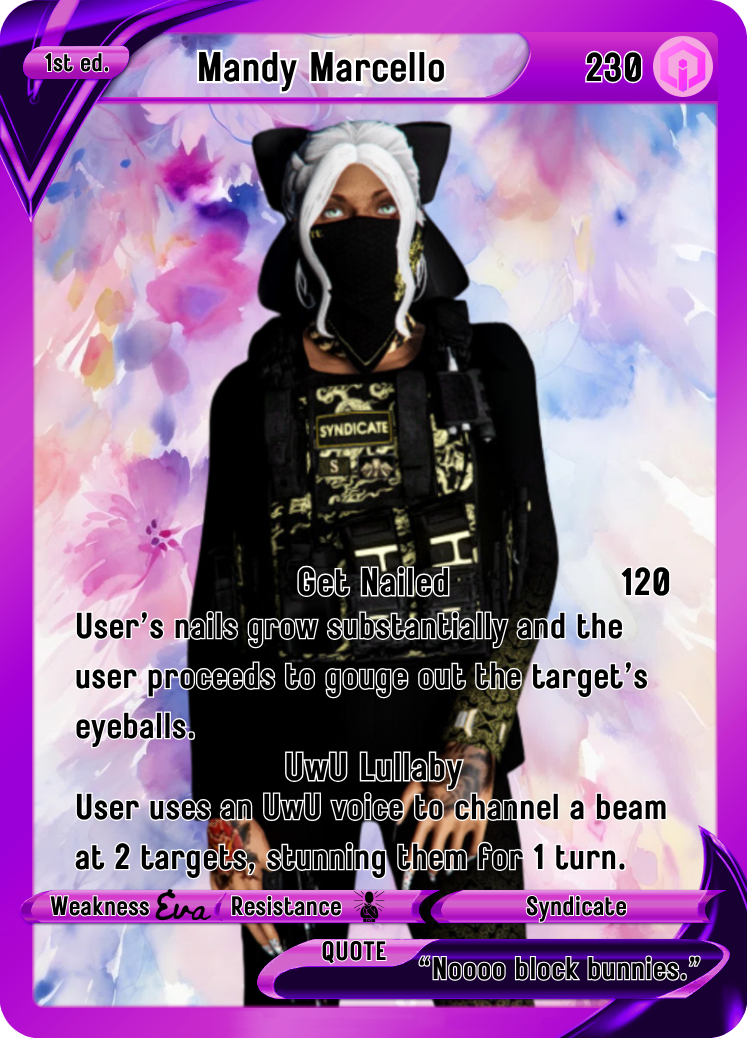 1st ed.
Mandy Marcello
230
SYNDICATE
S
Get Nailed
120
User's nails grow substantially and the
user proceeds to gouge out the target's
eyeballs.
UwU Lullaby
User uses an UwU voice to channel a beam
at 2 targets, stunning them for 1 turn.
Weakness Eva Resistance
Syndicate
QUOTE
“Noooo block bunnies.”